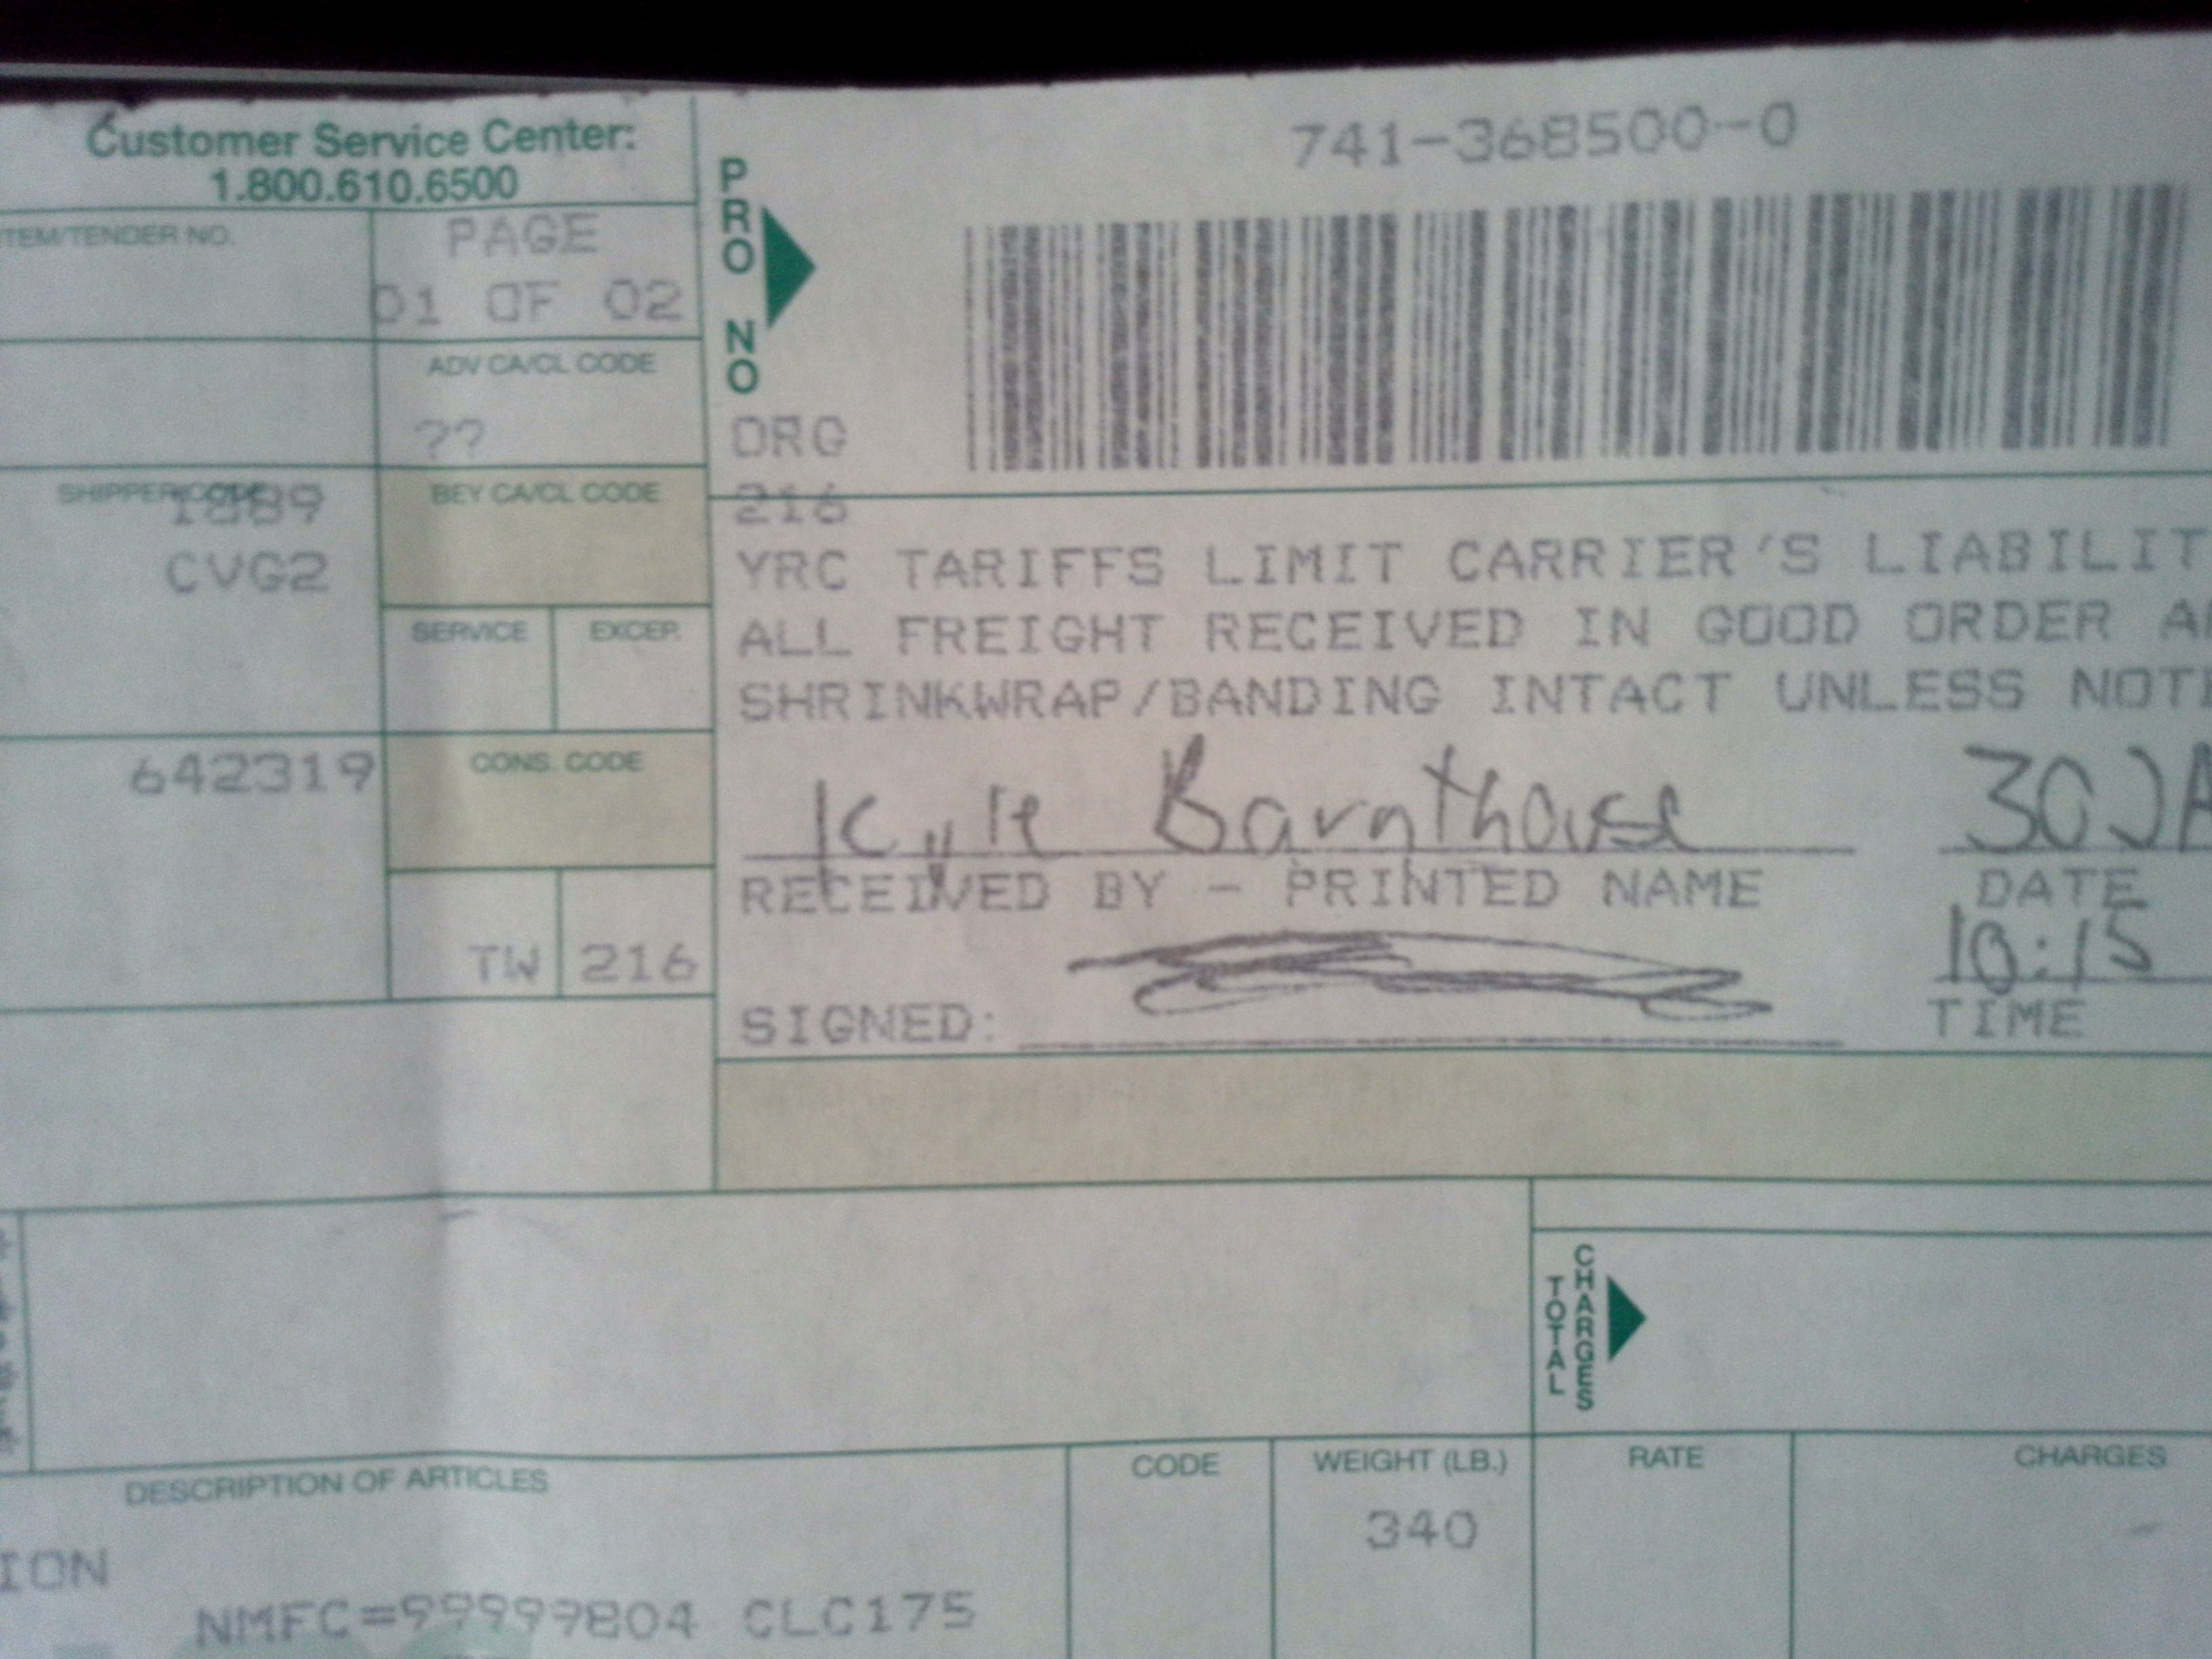 Customer Service Center:
1.800.610.6500
741-368500-0
PRO NO
TEM/TENDER NO.
PAGE
01 OF 02
ADV CA/CL CODE
??
ORG
216
SHIPPER CODE
1889
CVG2
BEY CA/CL CODE
YRC TARIFFS LIMIT CARRIER'S LIABILIT
ALL FREIGHT RECEIVED IN GOOD ORDER A
SHRINKWRAP/BANDING INTACT UNLESS NOT
SERVICE EXCEP.
642319
CONS. CODE
Kyle Barnthouse 30JA
RECEIVED BY - PRINTED NAME DATE
10:15
TW 216
SIGNED: TIME
TOTAL CHARGES
DESCRIPTION OF ARTICLES CODE WEIGHT (LB.) RATE CHARGES
340
ION
NMFC=99999804 CLC175